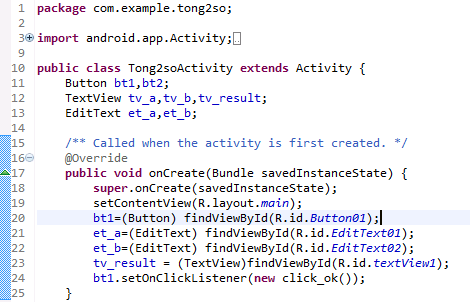 1 package com.example.tong2so;
2
3 import android.app.Activity;
9
10 public class Tong2soActivity extends Activity {
11 Button bt1,bt2;
12 TextView tv_a,tv_b,tv_result;
13 EditText et_a,et_b;
14
15 /** Called when the activity is first created. */
16 @Override
17 public void onCreate(Bundle savedInstanceState) {
18 super.onCreate(savedInstanceState);
19 setContentView(R.layout.main);
20 bt1=(Button) findViewById(R.id.Button01);
21 et_a=(EditText) findViewById(R.id.EditText01);
22 et_b=(EditText) findViewById(R.id.EditText02);
23 tv_result = (TextView)findViewById(R.id.textView1);
24 bt1.setOnClickListener(new click_ok());
25 }